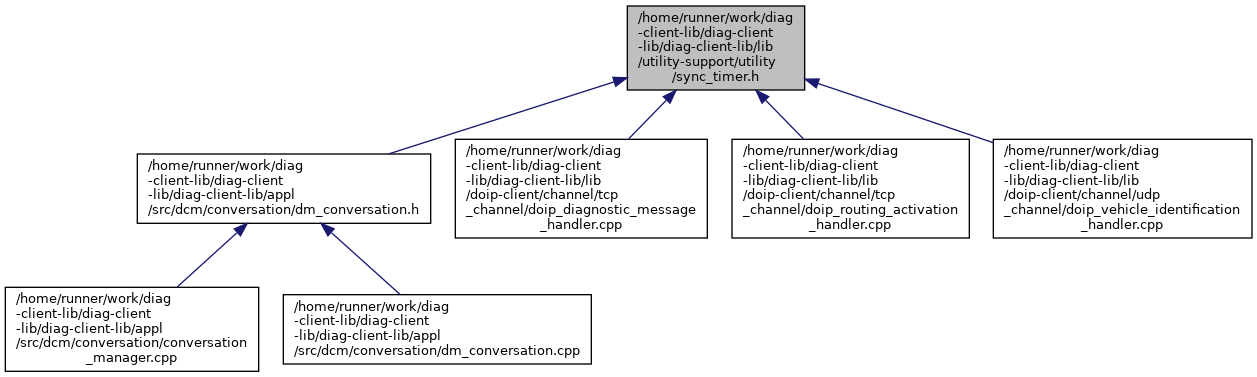 /home/runner/work/diag
-client-lib/diag-client
-lib/diag-client-lib/lib
/utility-support/utility
/sync_timer.h
/home/runner/work/diag
-client-lib/diag-client
-lib/diag-client-lib/appl
/src/dcm/conversation/dm_conversation.h
/home/runner/work/diag
-client-lib/diag-client
-lib/diag-client-lib/lib
/doip-client/channel/tcp
_channel/doip_diagnostic_message
_handler.cpp
/home/runner/work/diag
-client-lib/diag-client
-lib/diag-client-lib/lib
/doip-client/channel/tcp
_channel/doip_routing_activation
_handler.cpp
/home/runner/work/diag
-client-lib/diag-client
-lib/diag-client-lib/lib
/doip-client/channel/udp
_channel/doip_vehicle_identification
_handler.cpp
/home/runner/work/diag
-client-lib/diag-client
-lib/diag-client-lib/appl
/src/dcm/conversation/conversation
_manager.cpp
/home/runner/work/diag
-client-lib/diag-client
-lib/diag-client-lib/appl
/src/dcm/conversation/dm_conversation.cpp